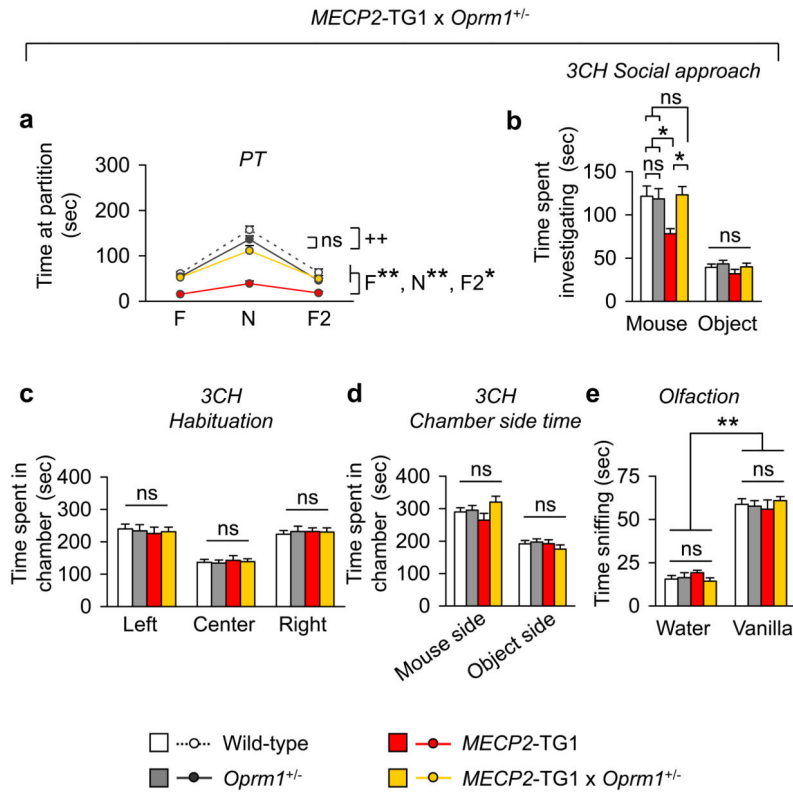 MECP2-TG1 x Oprm1+/-
3CH Social approach
a
PT
Time at partition
(sec)
300
200
100
0
F
N
F2
ns
++
F**, N**, F2*
b
Time spent
investigating (sec)
150
100
50
0
ns
*
ns
*
ns
Mouse
Object
c
3CH
Habituation
Time spent in
chamber (sec)
400
300
200
100
0
ns
ns
ns
Left
Center
Right
d
3CH
Chamber side time
Time spent in
chamber (sec)
400
300
200
100
0
ns
ns
Mouse side
Object side
e
Olfaction
Time sniffing (sec)
75
50
25
0
**
ns
ns
Water
Vanilla
Wild-type
MECP2-TG1
Oprm1+/-
MECP2-TG1 x Oprm1+/-